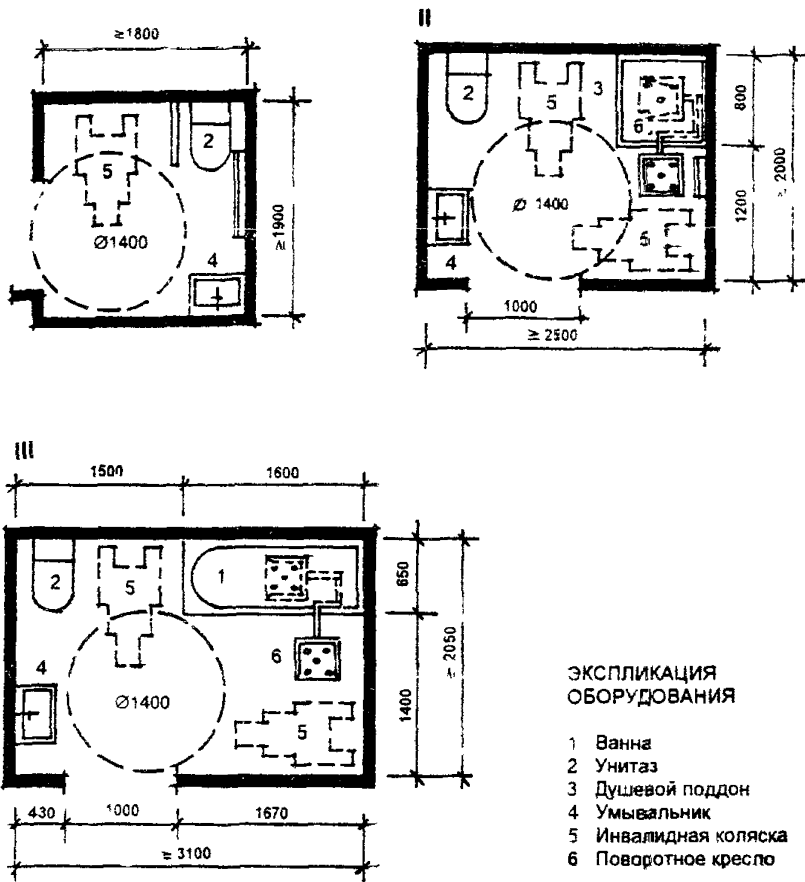 ≥1800
2
5
Ø1400
4
≥1900
II
2
5
3
6
800
Ø 1400
≥ 2000
1200
5
4
1000
≥ 2500
III
1500
1600
2
5
1
650
≥ 2050
4
6
Ø1400
1400
5
430
1000
1670
≥ 3100
ЭКСПЛИКАЦИЯ
ОБОРУДОВАНИЯ
1 Ванна
2 Унитаз
3 Душевой поддон
4 Умывальник
5 Инвалидная коляска
6 Поворотное кресло